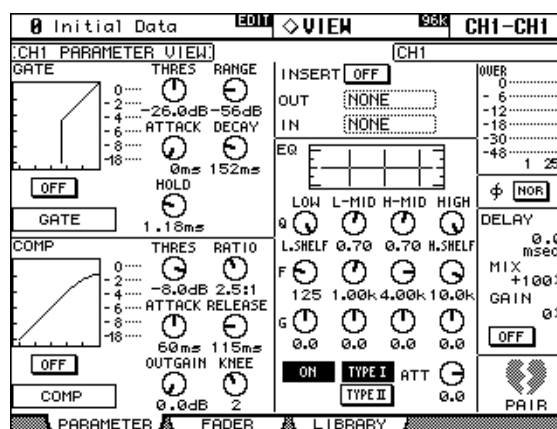 0 Initial Data EDIT ◇VIEW 96K CH1-CH1
CH1 PARAMETER VIEW
CH1
GATE
THRES RANGE
0
-2
-4
-6
-8
-18
-26.0dB -56dB
ATTACK DECAY
0ms 152ms
HOLD
1.18ms
OFF
GATE
COMP
THRES RATIO
0
-2
-4
-6
-8
-18
-8.0dB 2.5:1
ATTACK RELEASE
60ms 115ms
OUTGAIN KNEE
0.0dB 2
OFF
COMP
INSERT OFF
OUT NONE
IN NONE
EQ
LOW L-MID H-MID HIGH
Q
L.SHELF 0.70 0.70 H.SHELF
F
125 1.00k 4.00k 10.0k
G
0.0 0.0 0.0 0.0
ON TYPE I ATT
TYPE II 0.0
OVER
0
-6
-12
-18
-30
-48
1 25
ϕ NOR
DELAY
0.0
msec
MIX
+100
GAIN
0
OFF
PAIR
PARAMETER FADER LIBRARY